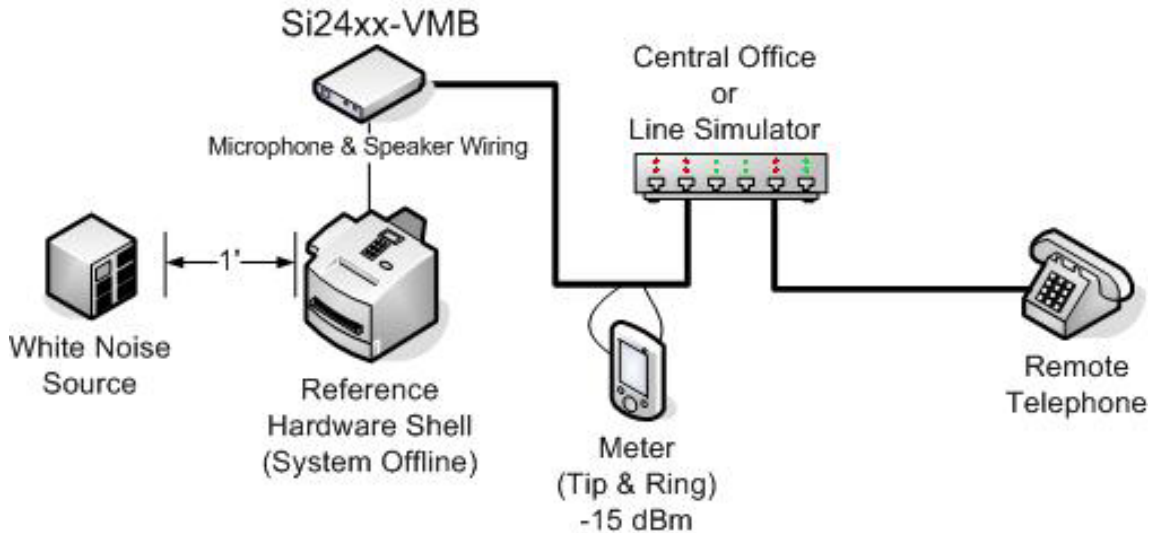 Si24xx-VMB
Central Office
or
Line Simulator
Microphone & Speaker Wiring
1'
White Noise
Source
Reference
Hardware Shell
(System Offline)
Meter
(Tip & Ring)
-15 dBm
Remote
Telephone